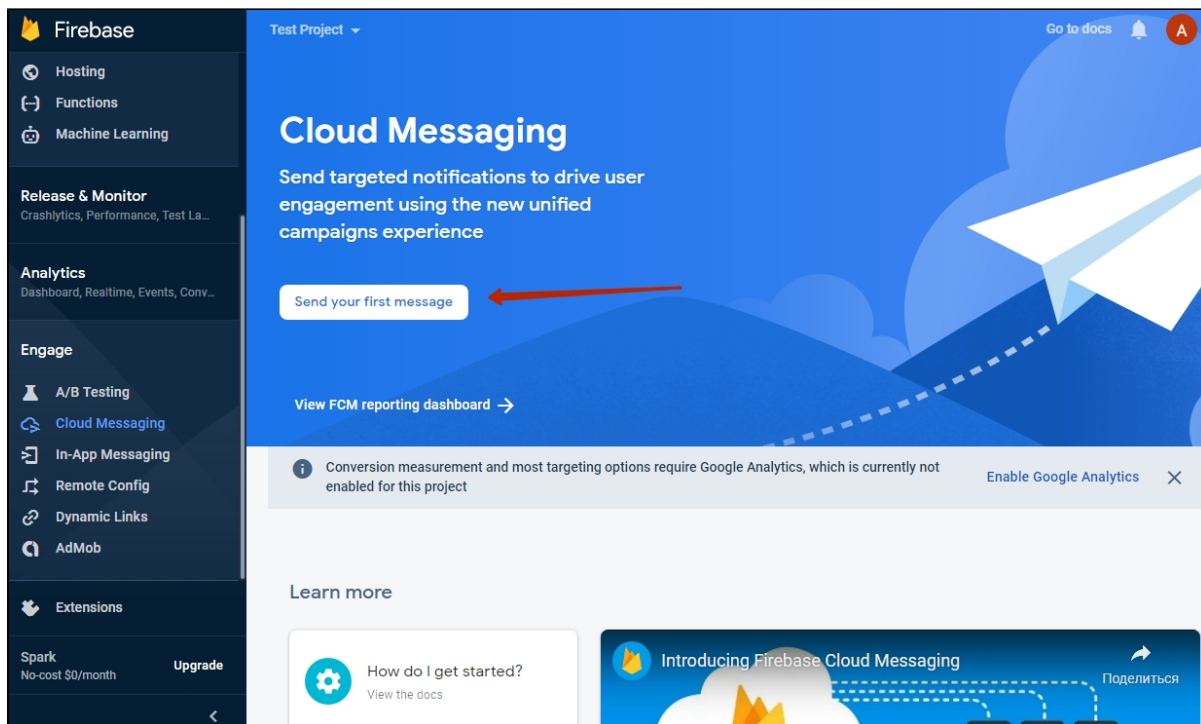 Firebase
Hosting
Functions
Machine Learning
Release & Monitor
Crashlytics, Performance, Test La...
Analytics
Dashboard, Realtime, Events, Conv...
Engage
A/B Testing
Cloud Messaging
In-App Messaging
Remote Config
Dynamic Links
AdMob
Extensions
Spark
No-cost $0/month
Upgrade
Test Project
Go to docs
A
Cloud Messaging
Send targeted notifications to drive user
engagement using the new unified
campaigns experience
Send your first message
View FCM reporting dashboard
Conversion measurement and most targeting options require Google Analytics, which is currently not
enabled for this project
Enable Google Analytics
Learn more
How do I get started?
View the docs
Introducing Firebase Cloud Messaging
Поделиться